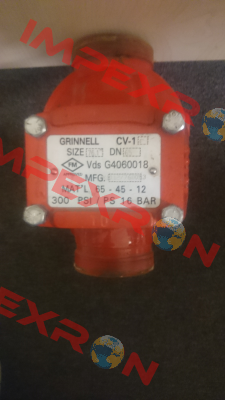 GRINNELL CV-1
SIZE DN
FM Vds G4060018
MFG.
MAT'L 65-45-12
300 PSI / PS 16 BAR
IMPEXRON
IMPEXRON